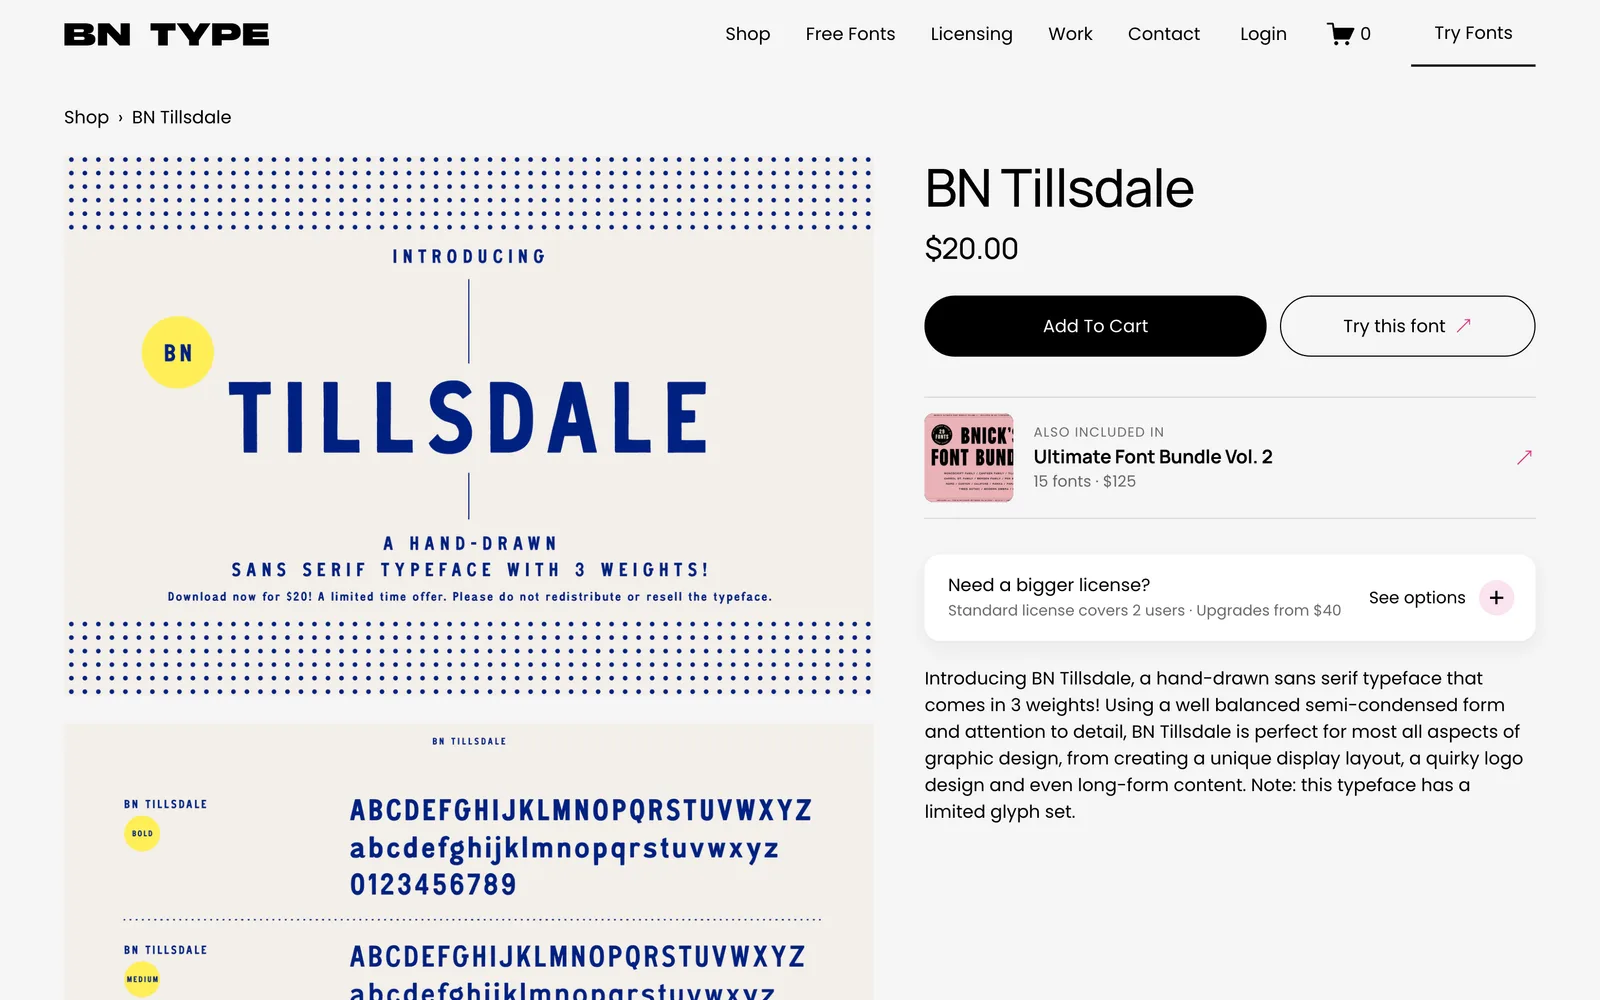 BN TYPE
Shop
Free Fonts
Licensing
Work
Contact
Login
0
Try Fonts
Shop › BN Tillsdale
INTRODUCING
BN
TILLSDALE
A HAND-DRAWN
SANS SERIF TYPEFACE WITH 3 WEIGHTS!
Download now for $20! A limited time offer. Please do not redistribute or resell the typeface.
BN TILLSDALE
BN TILLSDALE
BOLD
ABCDEFGHIJKLMNOPQRSTUVWXYZ
abcdefghijklmnopqrstuvwxyz
0123456789
BN TILLSDALE
MEDIUM
ABCDEFGHIJKLMNOPQRSTUVWXYZ
abcdefghijklmnopqrstuvwxyz
BN Tillsdale
$20.00
Add To Cart
Try this font
BNICK'S
FONT BUND
ALSO INCLUDED IN
Ultimate Font Bundle Vol. 2
15 fonts · $125
Need a bigger license?
Standard license covers 2 users · Upgrades from $40
See options
Introducing BN Tillsdale, a hand-drawn sans serif typeface that
comes in 3 weights! Using a well balanced semi-condensed form
and attention to detail, BN Tillsdale is perfect for most all aspects of
graphic design, from creating a unique display layout, a quirky logo
design and even long-form content. Note: this typeface has a
limited glyph set.